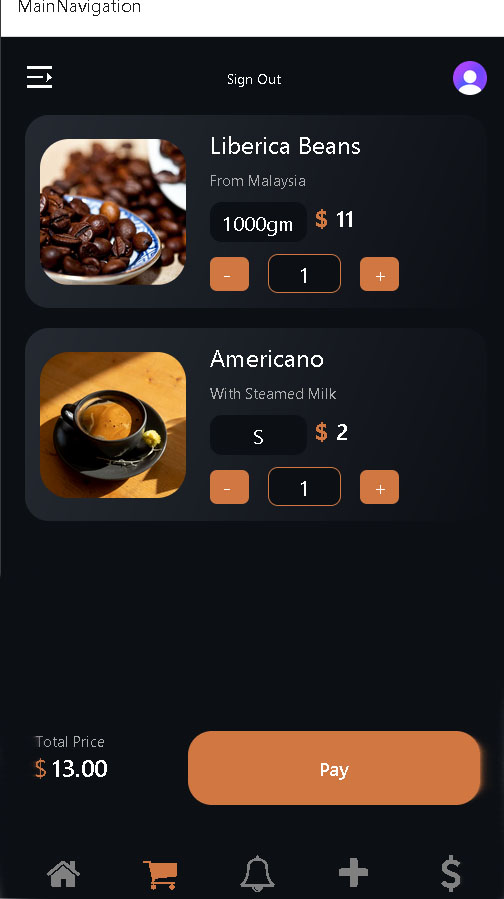 MainNavigation
Sign Out
Liberica Beans
From Malaysia
1000gm $ 11
- 1 +
Americano
With Steamed Milk
S $ 2
- 1 +
Total Price
$ 13.00
Pay